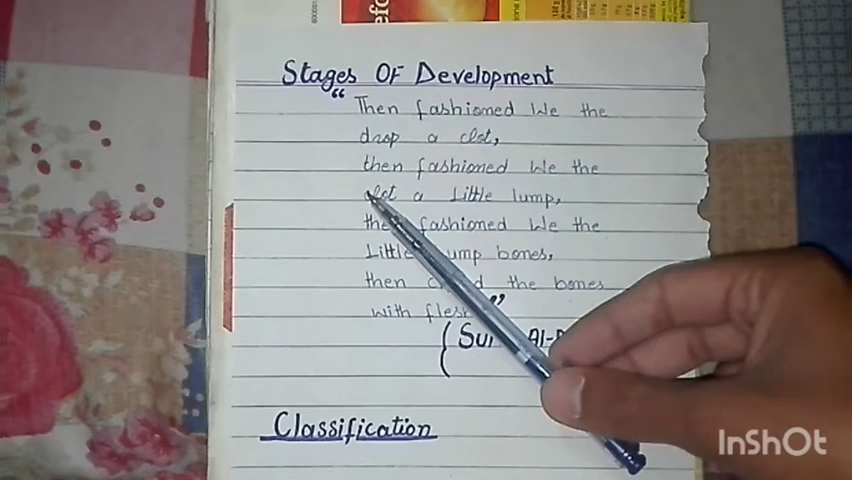 Stages OF Development
" Then fashioned We the
drop a clot,
then fashioned We the
clot a Little lump,
fashioned We the
Little bones,
then the bones
with "
(
Classification
InShOt